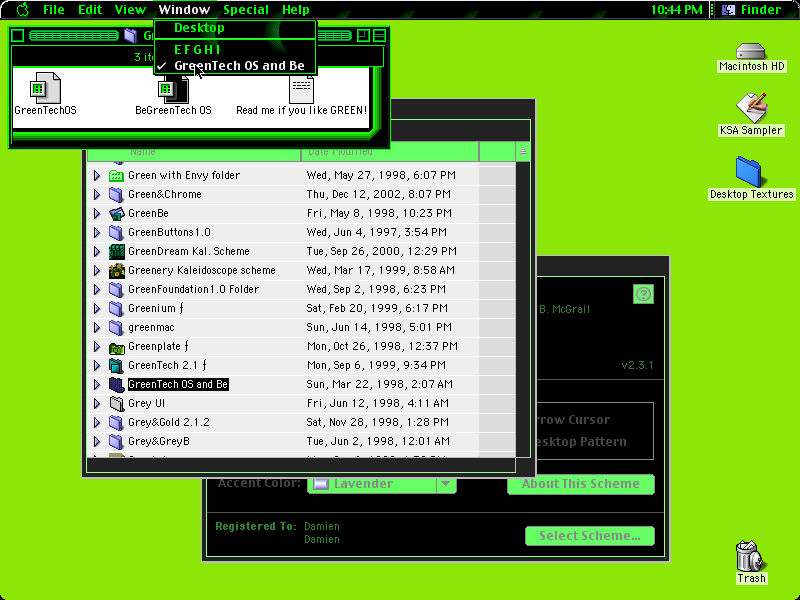 File Edit View Window Special Help 10:44 PM Finder
Desktop
E F G H I
✓ GreenTech OS and Be
3
GreenTechOS
BeGreenTech OS
Read me if you like GREEN!
Macintosh HD
KSA Sampler
Desktop Textures
Trash
Name Date Modified
Green with Envy folder Wed, May 27, 1998, 6:07 PM
Green&Chrome Thu, Dec 12, 2002, 8:07 PM
GreenBe Fri, May 8, 1998, 10:23 PM
GreenButtons1.0 Wed, Jun 4, 1997, 3:54 PM
GreenDream Kal. Scheme Tue, Sep 26, 2000, 12:29 PM
Greenery Kaleidoscope scheme Wed, Mar 17, 1999, 8:58 AM
GreenFoundation1.0 Folder Wed, Sep 2, 1998, 6:23 PM
Greenium ƒ Sat, Feb 20, 1999, 6:17 PM
greenmac Sun, Jun 14, 1998, 5:01 PM
Greenplate ƒ Mon, Oct 26, 1998, 12:37 PM
GreenTech 2.1 ƒ Mon, Sep 6, 1999, 9:34 PM
GreenTech OS and Be Sun, Mar 22, 1998, 2:07 AM
Grey UI Fri, Jun 12, 1998, 4:11 AM
Grey&Gold 2.1.2 Sat, Nov 28, 1998, 1:28 PM
Grey&GreyB Tue, Jun 2, 1998, 12:01 AM
B. McGrail
v2.3.1
rrow Cursor
esktop Pattern
Accent Color: Lavender
About This Scheme
Registered To: Damien
Damien
Select Scheme...